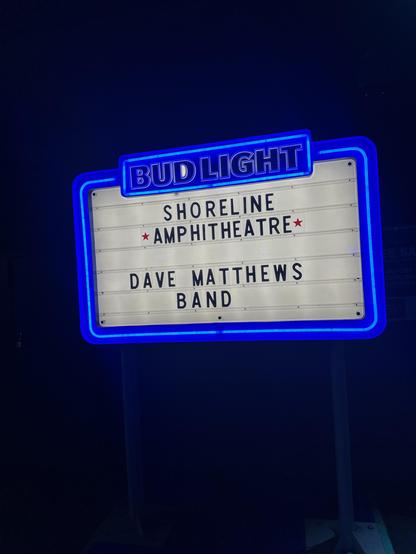 BUD LIGHT
SHORELINE
★AMPHITHEATRE★
DAVE MATTHEWS
BAND